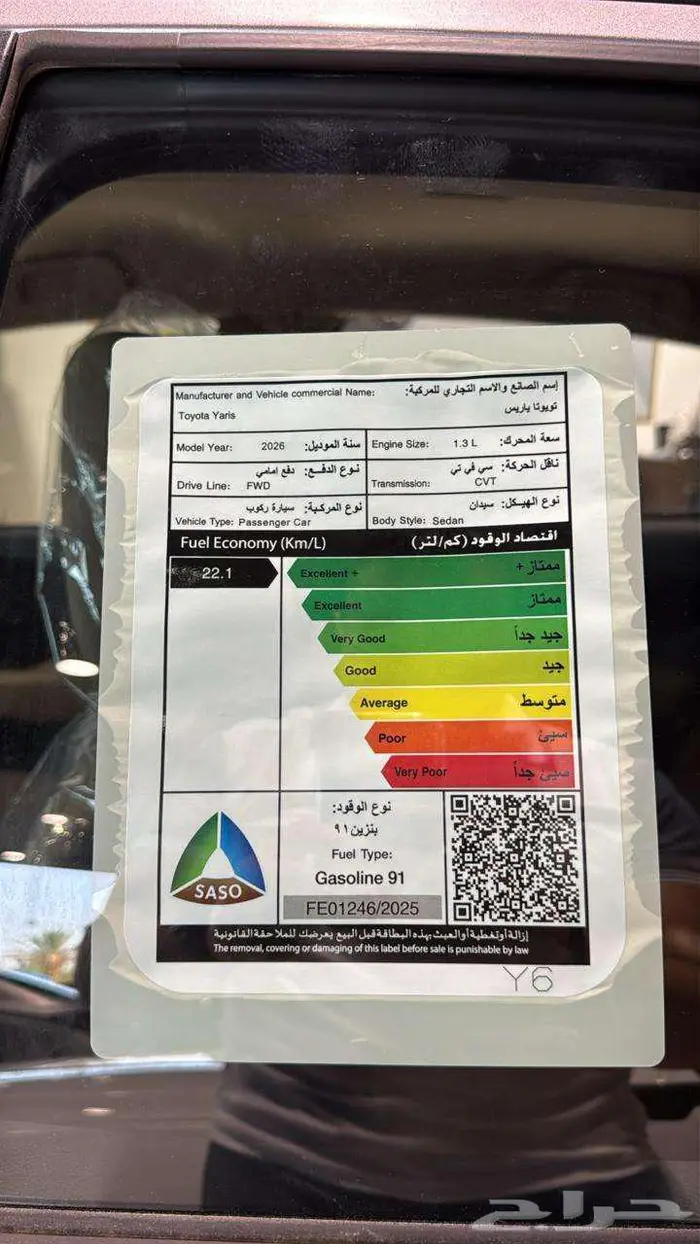 Manufacturer and Vehicle commercial Name: إسم الصانع والاسم التجاري للمركبة:
Toyota Yaris تويوتا ياريس
Model Year: 2026 سنة الموديل:
Engine Size: 1.3 L سعة المحرك:
Drive Line: FWD نوع الدفع: دفع امامي
Transmission: CVT ناقل الحركة: سي في تي
Vehicle Type: Passenger Car نوع المركبة: سيارة ركوب
Body Style: Sedan نوع الهيكل: سيدان
Fuel Economy (Km/L) اقتصاد الوقود (كم/لتر)
22.1
Excellent + ممتاز +
Excellent ممتاز
Very Good جيد جداً
Good جيد
Average متوسط
Poor سيئ
Very Poor سيئ جداً
SASO
نوع الوقود:
بنزين ٩١
Fuel Type:
Gasoline 91
FE01246/2025
إزالة أو تغطية أو العبث بهذه البطاقة قبل البيع يعرضك للملاحقة القانونية
The removal, covering or damaging of this label before sale is punishable by law
Y6
حراج